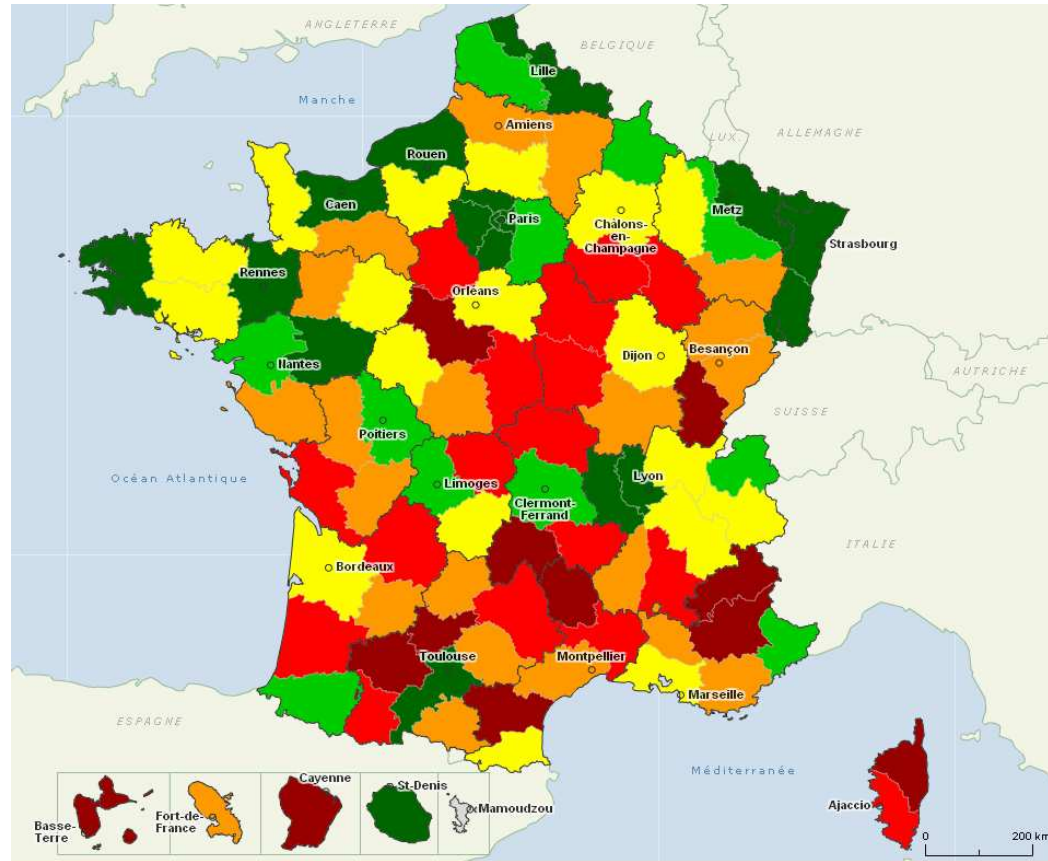 ANGLETERRE
BELGIQUE
Lille
Manche
Amiens
LUX.
ALLEMAGNE
Rouen
Caen
Paris
Metz
Châlons-
en-
Champagne
Strasbourg
Rennes
Orléans
Nantes
Dijon
Besançon
AUTRICHE
SUISSE
Poitiers
Océan Atlantique
Limoges
Clermont-
Ferrand
Lyon
ITALIE
Bordeaux
Toulouse
Montpellier
Marseille
ESPAGNE
Méditerranée
Basse-
Terre
Fort-de-
France
Cayenne
St-Denis
Mamoudzou
Ajaccio
0
200 km